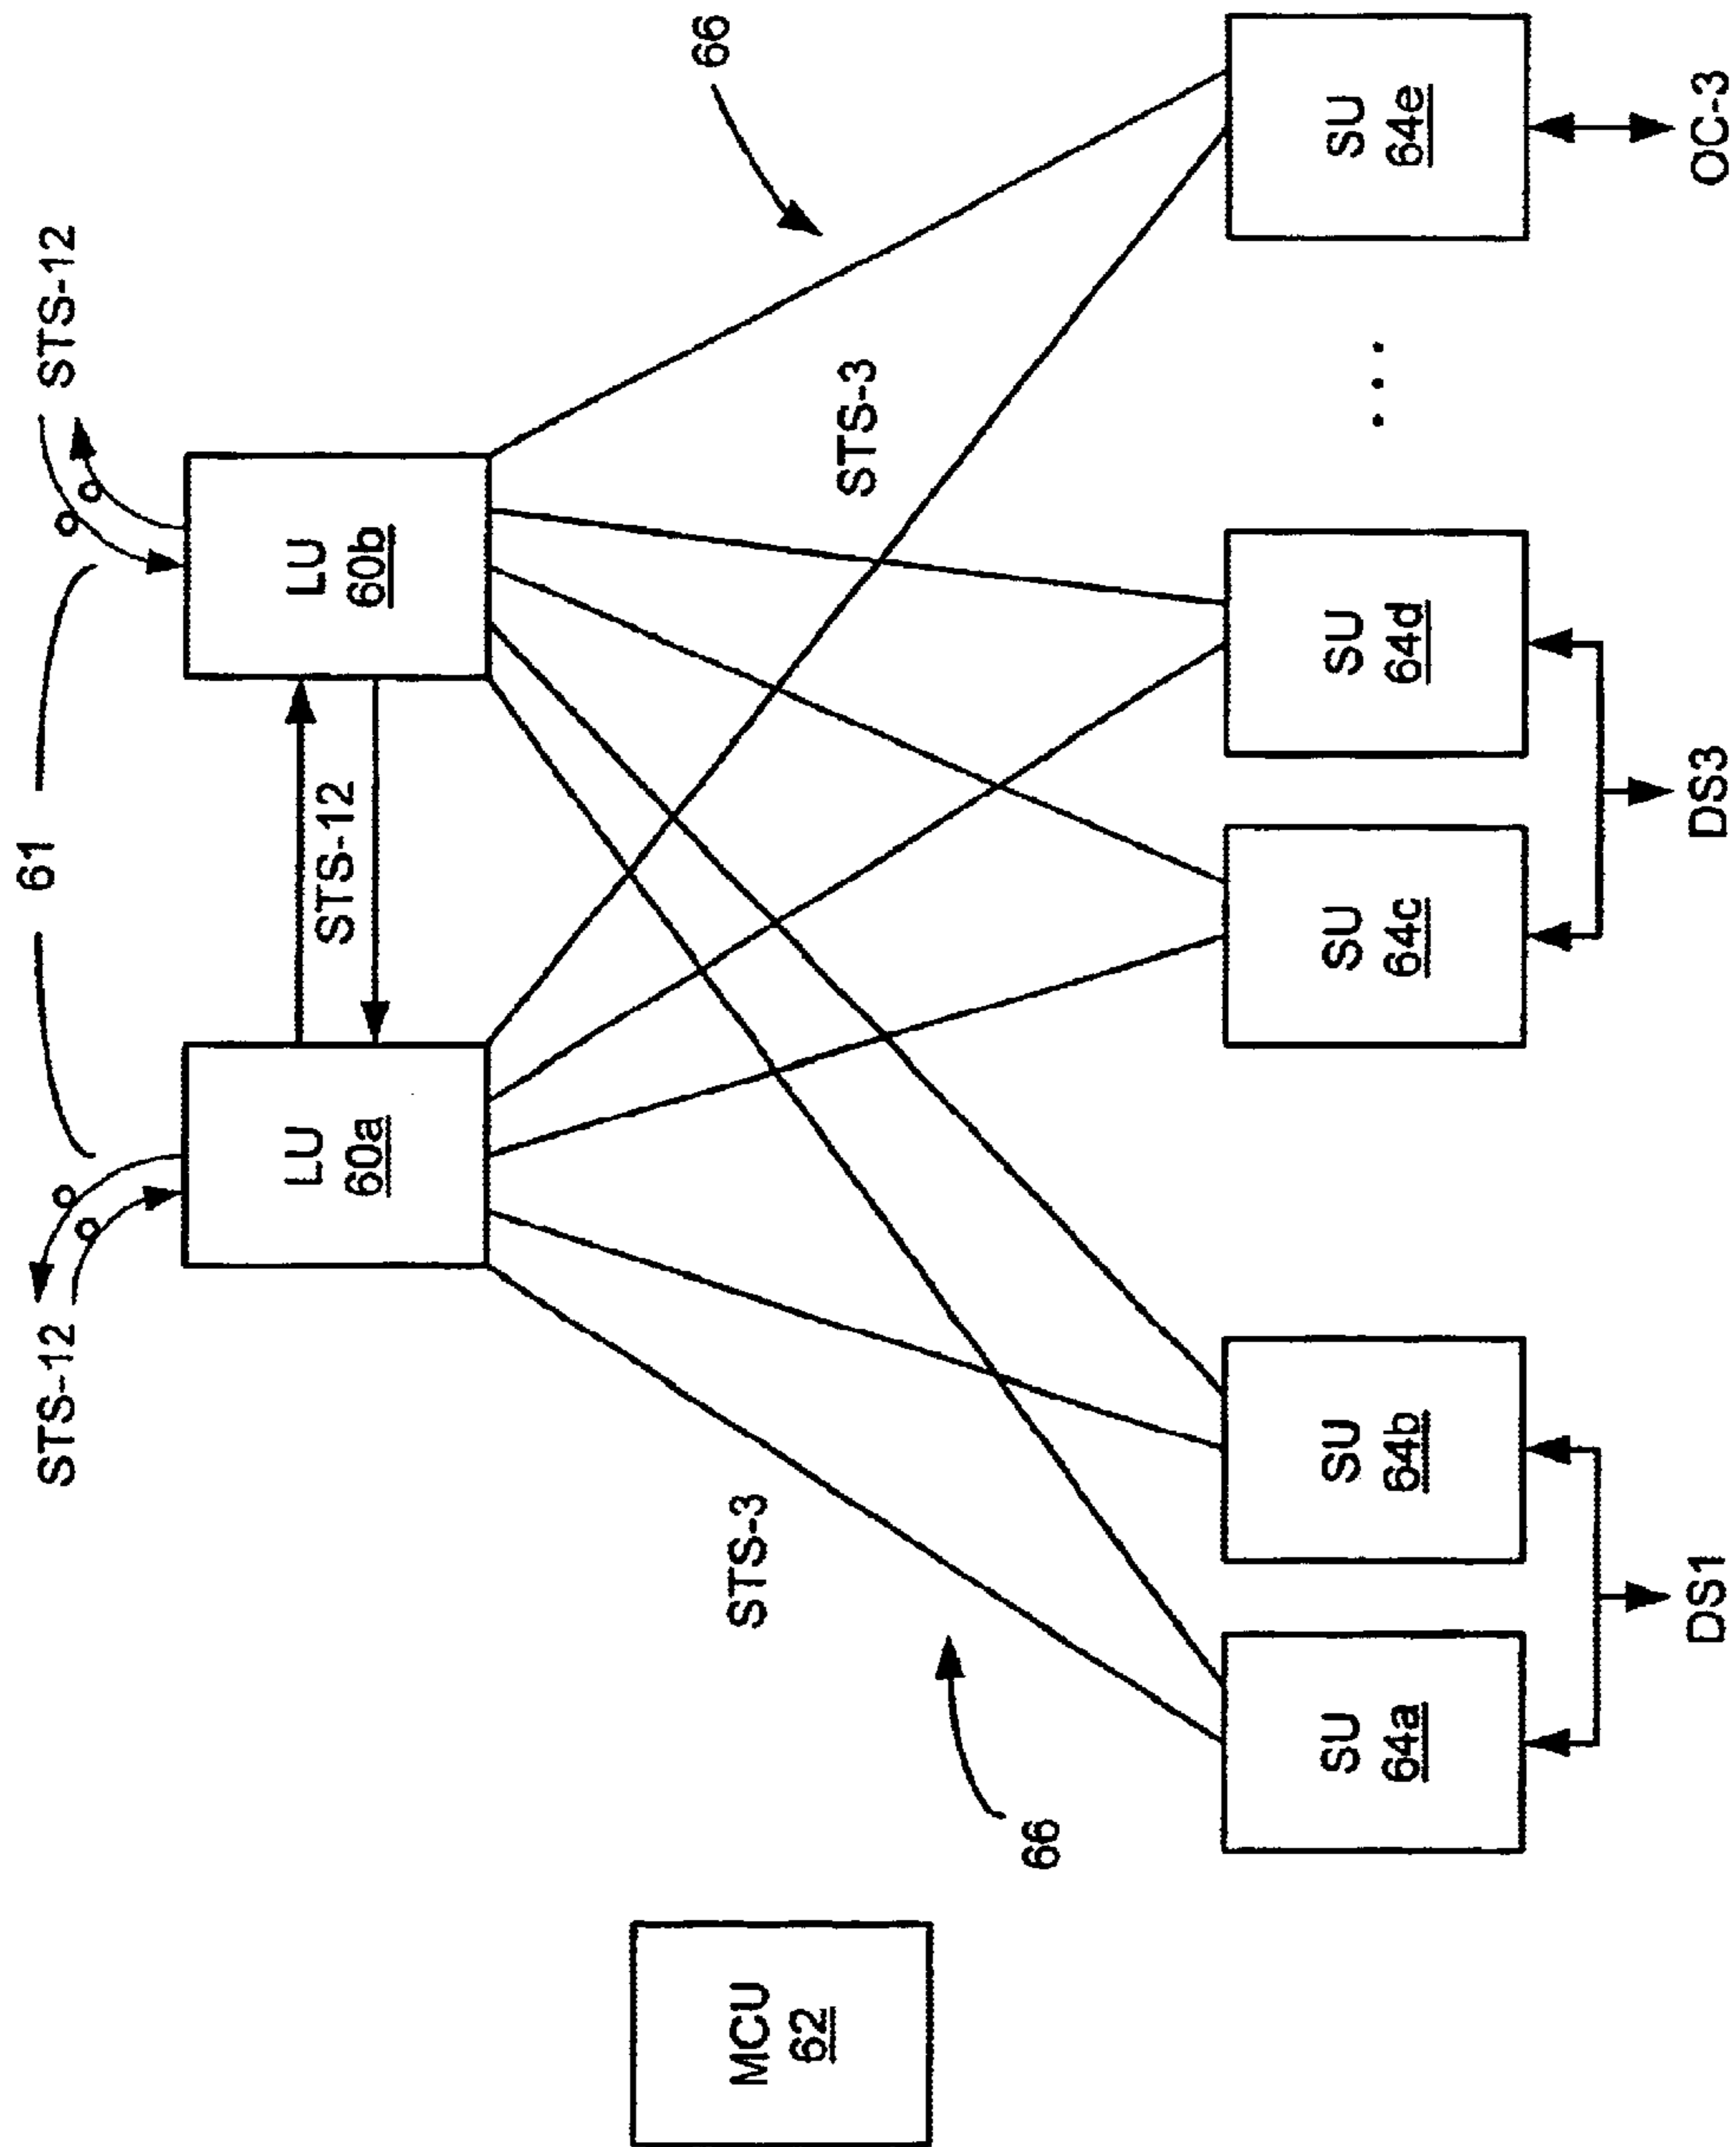 61
STS-12
STS-12
LU
60a
STS-12
LU
60b
66
STS-3
STS-3
66
MCU
62
SU
64a
SU
64b
SU
64c
SU
64d
. . .
SU
64e
DS1
DS3
OC-3